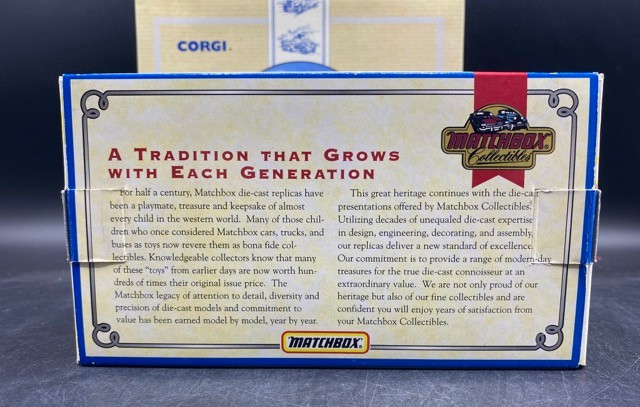 CORGI
MATCHBOX
Collectibles
A TRADITION THAT GROWS
WITH EACH GENERATION
For half a century, Matchbox die-cast replicas have
been a playmate, treasure and keepsake of almost
every child in the western world. Many of those chil-
dren who once considered Matchbox cars, trucks, and
buses as toys now revere them as bona fide col-
lectibles. Knowledgeable collectors know that many
of these "toys" from earlier days are now worth hun-
dreds of times their original issue price. The
Matchbox legacy of attention to detail, diversity and
precision of die-cast models and commitment to
value has been earned model by model, year by year.
This great heritage continues with the die-cast
presentations offered by Matchbox Collectibles.
Utilizing decades of unequaled die-cast expertise
in design, engineering, decorating, and assembly,
our replicas deliver a new standard of excellence.
Our commitment is to provide a range of modern-day
treasures for the true die-cast connoisseur at an
extraordinary value. We are not only proud of our
heritage but also of our fine collectibles and are
confident you will enjoy years of satisfaction from
your Matchbox Collectibles.
MATCHBOX